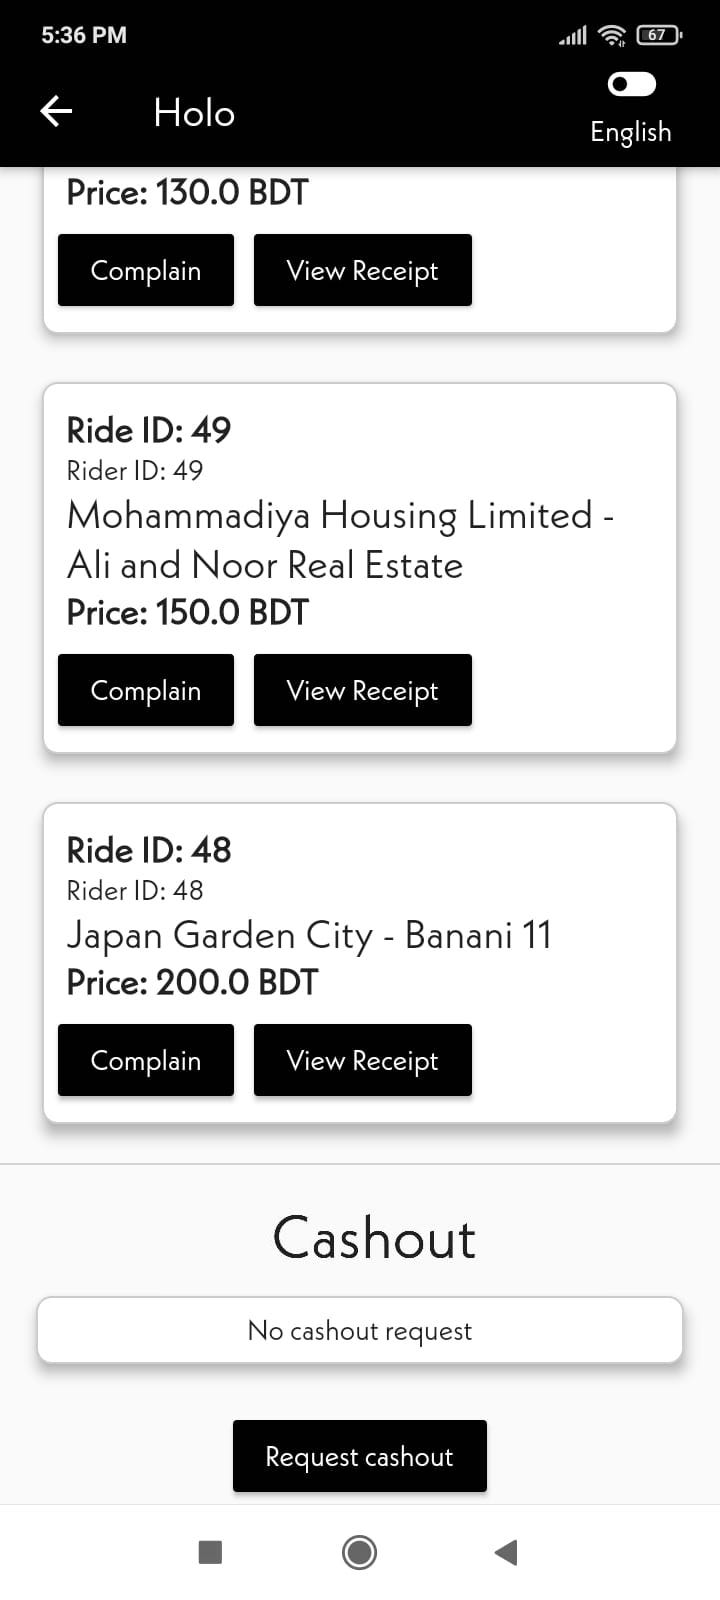 5:36 PM
67
Holo
English
Price: 130.0 BDT
Complain
View Receipt
Ride ID: 49
Rider ID: 49
Mohammadiya Housing Limited -
Ali and Noor Real Estate
Price: 150.0 BDT
Complain
View Receipt
Ride ID: 48
Rider ID: 48
Japan Garden City - Banani 11
Price: 200.0 BDT
Complain
View Receipt
Cashout
No cashout request
Request cashout